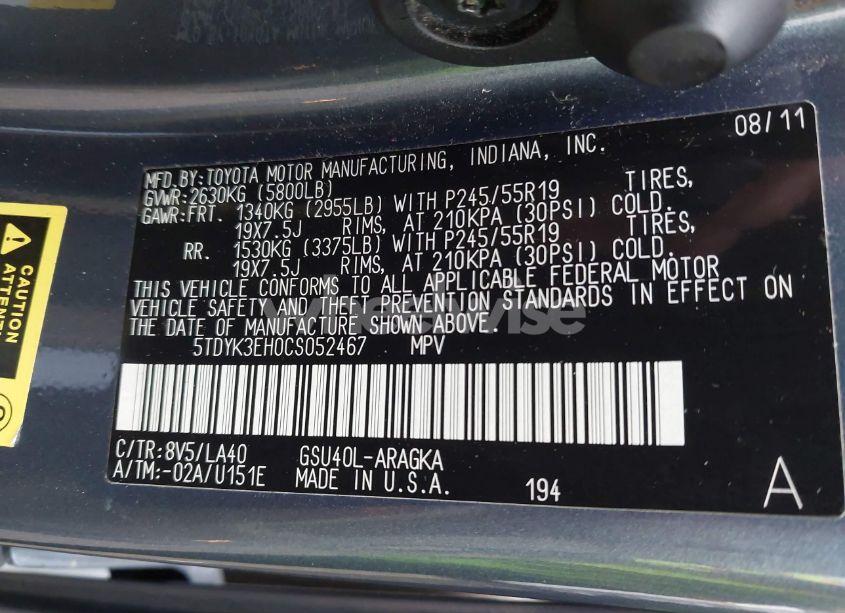 08/11
MFD.BY:TOYOTA MOTOR MANUFACTURING, INDIANA, INC.
GVWR:2630KG (5800LB)
GAWR:FRT. 1340KG (2955LB) WITH P245/55R19 TIRES,
19X7.5J RIMS, AT 210KPA (30PSI) COLD.
RR. 1530KG (3375LB) WITH P245/55R19 TIRES,
19X7.5J RIMS, AT 210KPA (30PSI) COLD.
THIS VEHICLE CONFORMS TO ALL APPLICABLE FEDERAL MOTOR
VEHICLE SAFETY AND THEFT PREVENTION STANDARDS IN EFFECT ON
THE DATE OF MANUFACTURE SHOWN ABOVE.
5TDYK3EH0CS052467 MPV
C/TR:8V5/LA40 GSU40L-ARAGKA
A/TM:-02A/U151E MADE IN U.S.A. 194 A
CAUTION
wheelwise